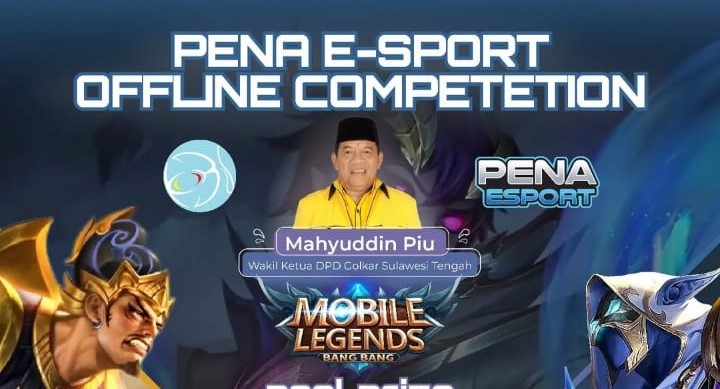 PENA E-SPORT
OFFLINE COMPETETION
PENA
ESPORT
Mahyuddin Piu
Wakil Ketua DPD Golkar Sulawesi Tengah
MOBILE
LEGENDS
BANG BANG